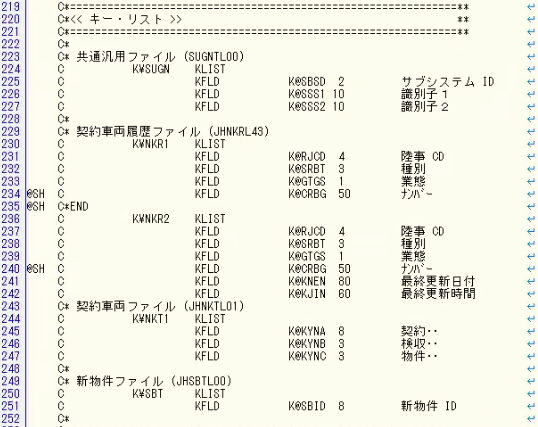 219 C*==============================================================**
220 C*<< キー・リスト >> **
221 C*==============================================================**
222 C*
223 C* 共通汎用ファイル (SUGNTL00)
224 C K¥SUGN KLIST
225 C KFLD K@SBSD 2 サブシステム ID
226 C KFLD K@SSS1 10 識別子1
227 C KFLD K@SSS2 10 識別子2
228 C*
229 C* 契約車両履歴ファイル (JHNKRL43)
230 C K¥NKR1 KLIST
231 C KFLD K@RJCD 4 陸事 CD
232 C KFLD K@SRBT 3 種別
233 C KFLD K@GTGS 1 業態
234 @SH C KFLD K@CRBG 50 ﾅﾝﾊﾞｰ
235 @SH C*END
236 C K¥NKR2 KLIST
237 C KFLD K@RJCD 4 陸事 CD
238 C KFLD K@SRBT 3 種別
239 C KFLD K@GTGS 1 業態
240 @SH C KFLD K@CRBG 50 ﾅﾝﾊﾞｰ
241 C KFLD K@KNEN 80 最終更新日付
242 C KFLD K@KJIN 60 最終更新時間
243 C* 契約車両ファイル (JHNKTL01)
244 C K¥NKT1 KLIST
245 C KFLD K@KYNA 8 契約・・
246 C KFLD K@KYNB 3 検収・・
247 C KFLD K@KYNC 3 物件・・
248 C*
249 C* 新物件ファイル (JHSBTL00)
250 C K¥SBT KLIST
251 C KFLD K@SBID 8 新物件 ID
252 C*